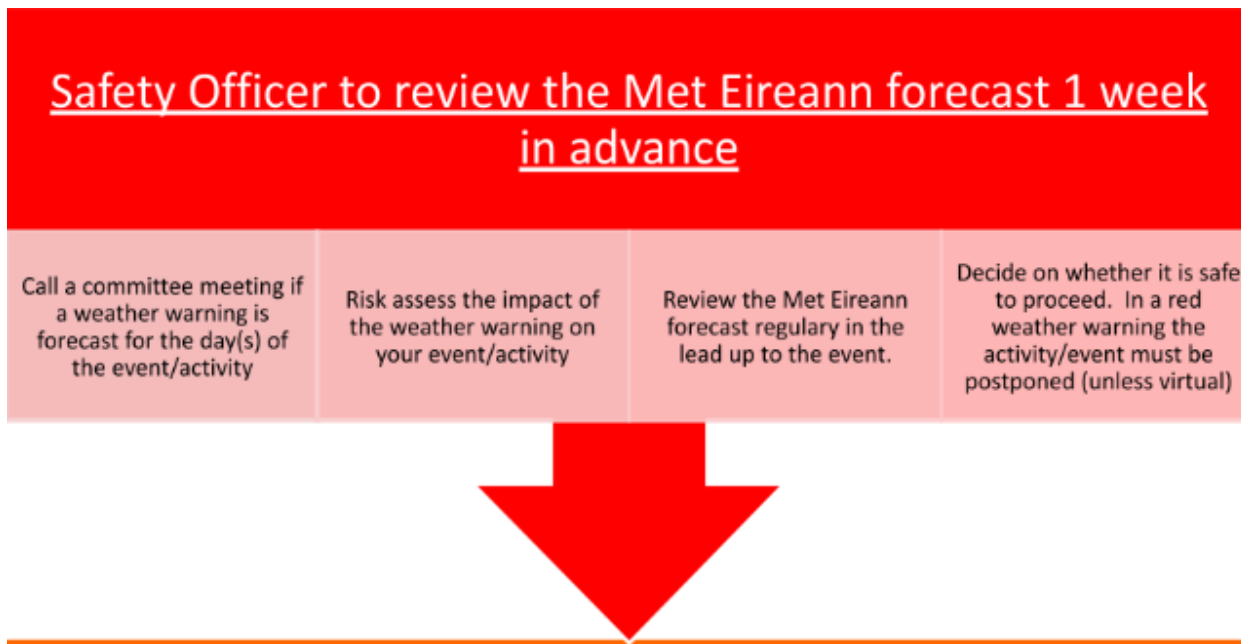 Safety Officer to review the Met Eireann forecast 1 week
in advance
Call a committee meeting if
a weather warning is
forecast for the day(s) of
the event/activity
Risk assess the impact of
the weather warning on
your event/activity
Review the Met Eireann
forecast regulary in the
lead up to the event.
Decide on whether it is safe
to proceed. In a red
weather warning the
activity/event must be
postponed (unless virtual)